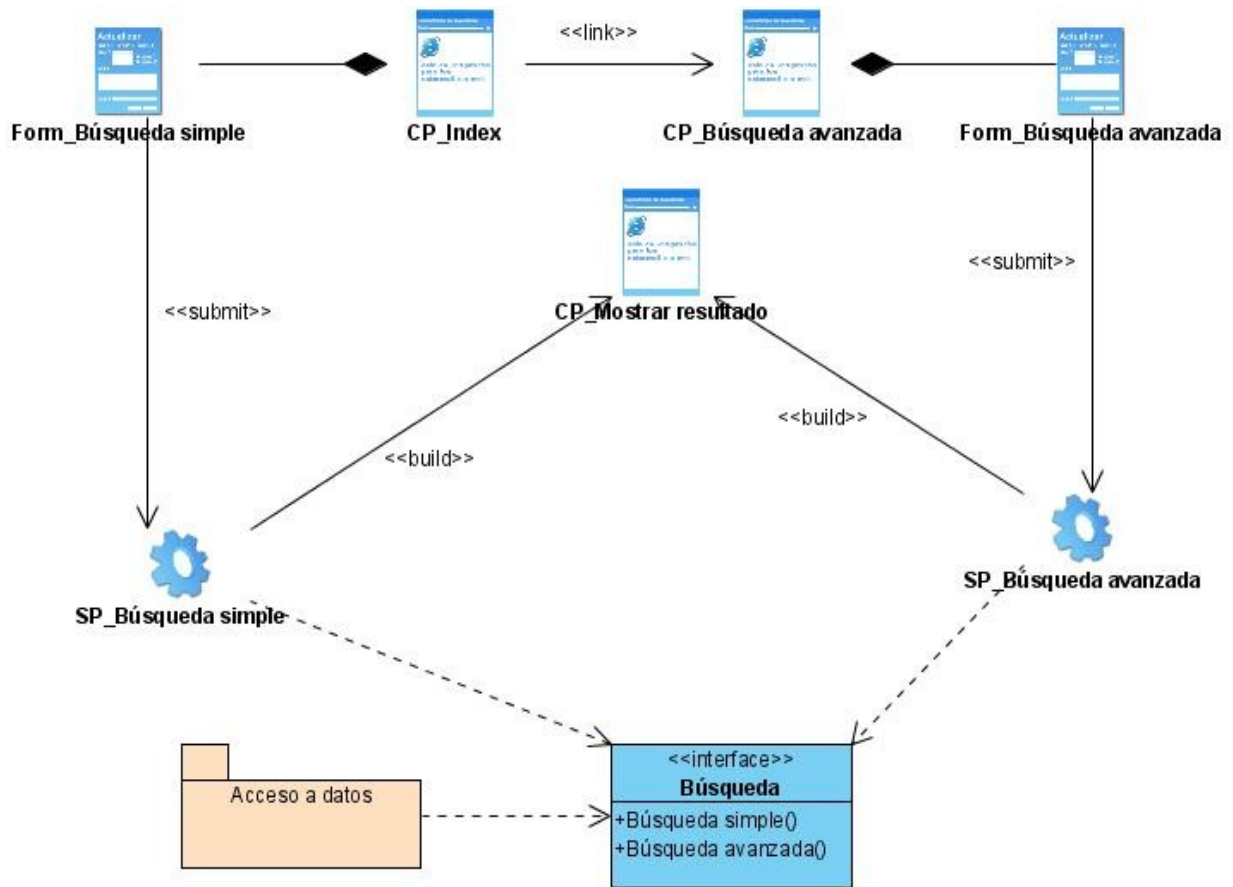 Actualizar
<<link>>
Form_Búsqueda simple
CP_Index
CP_Búsqueda avanzada
Form_Búsqueda avanzada
<<submit>>
<<submit>>
CP_Mostrar resultado
<<build>>
<<build>>
SP_Búsqueda simple
SP_Búsqueda avanzada
Acceso a datos
<<interface>>
Búsqueda
+Búsqueda simple()
+Búsqueda avanzada()